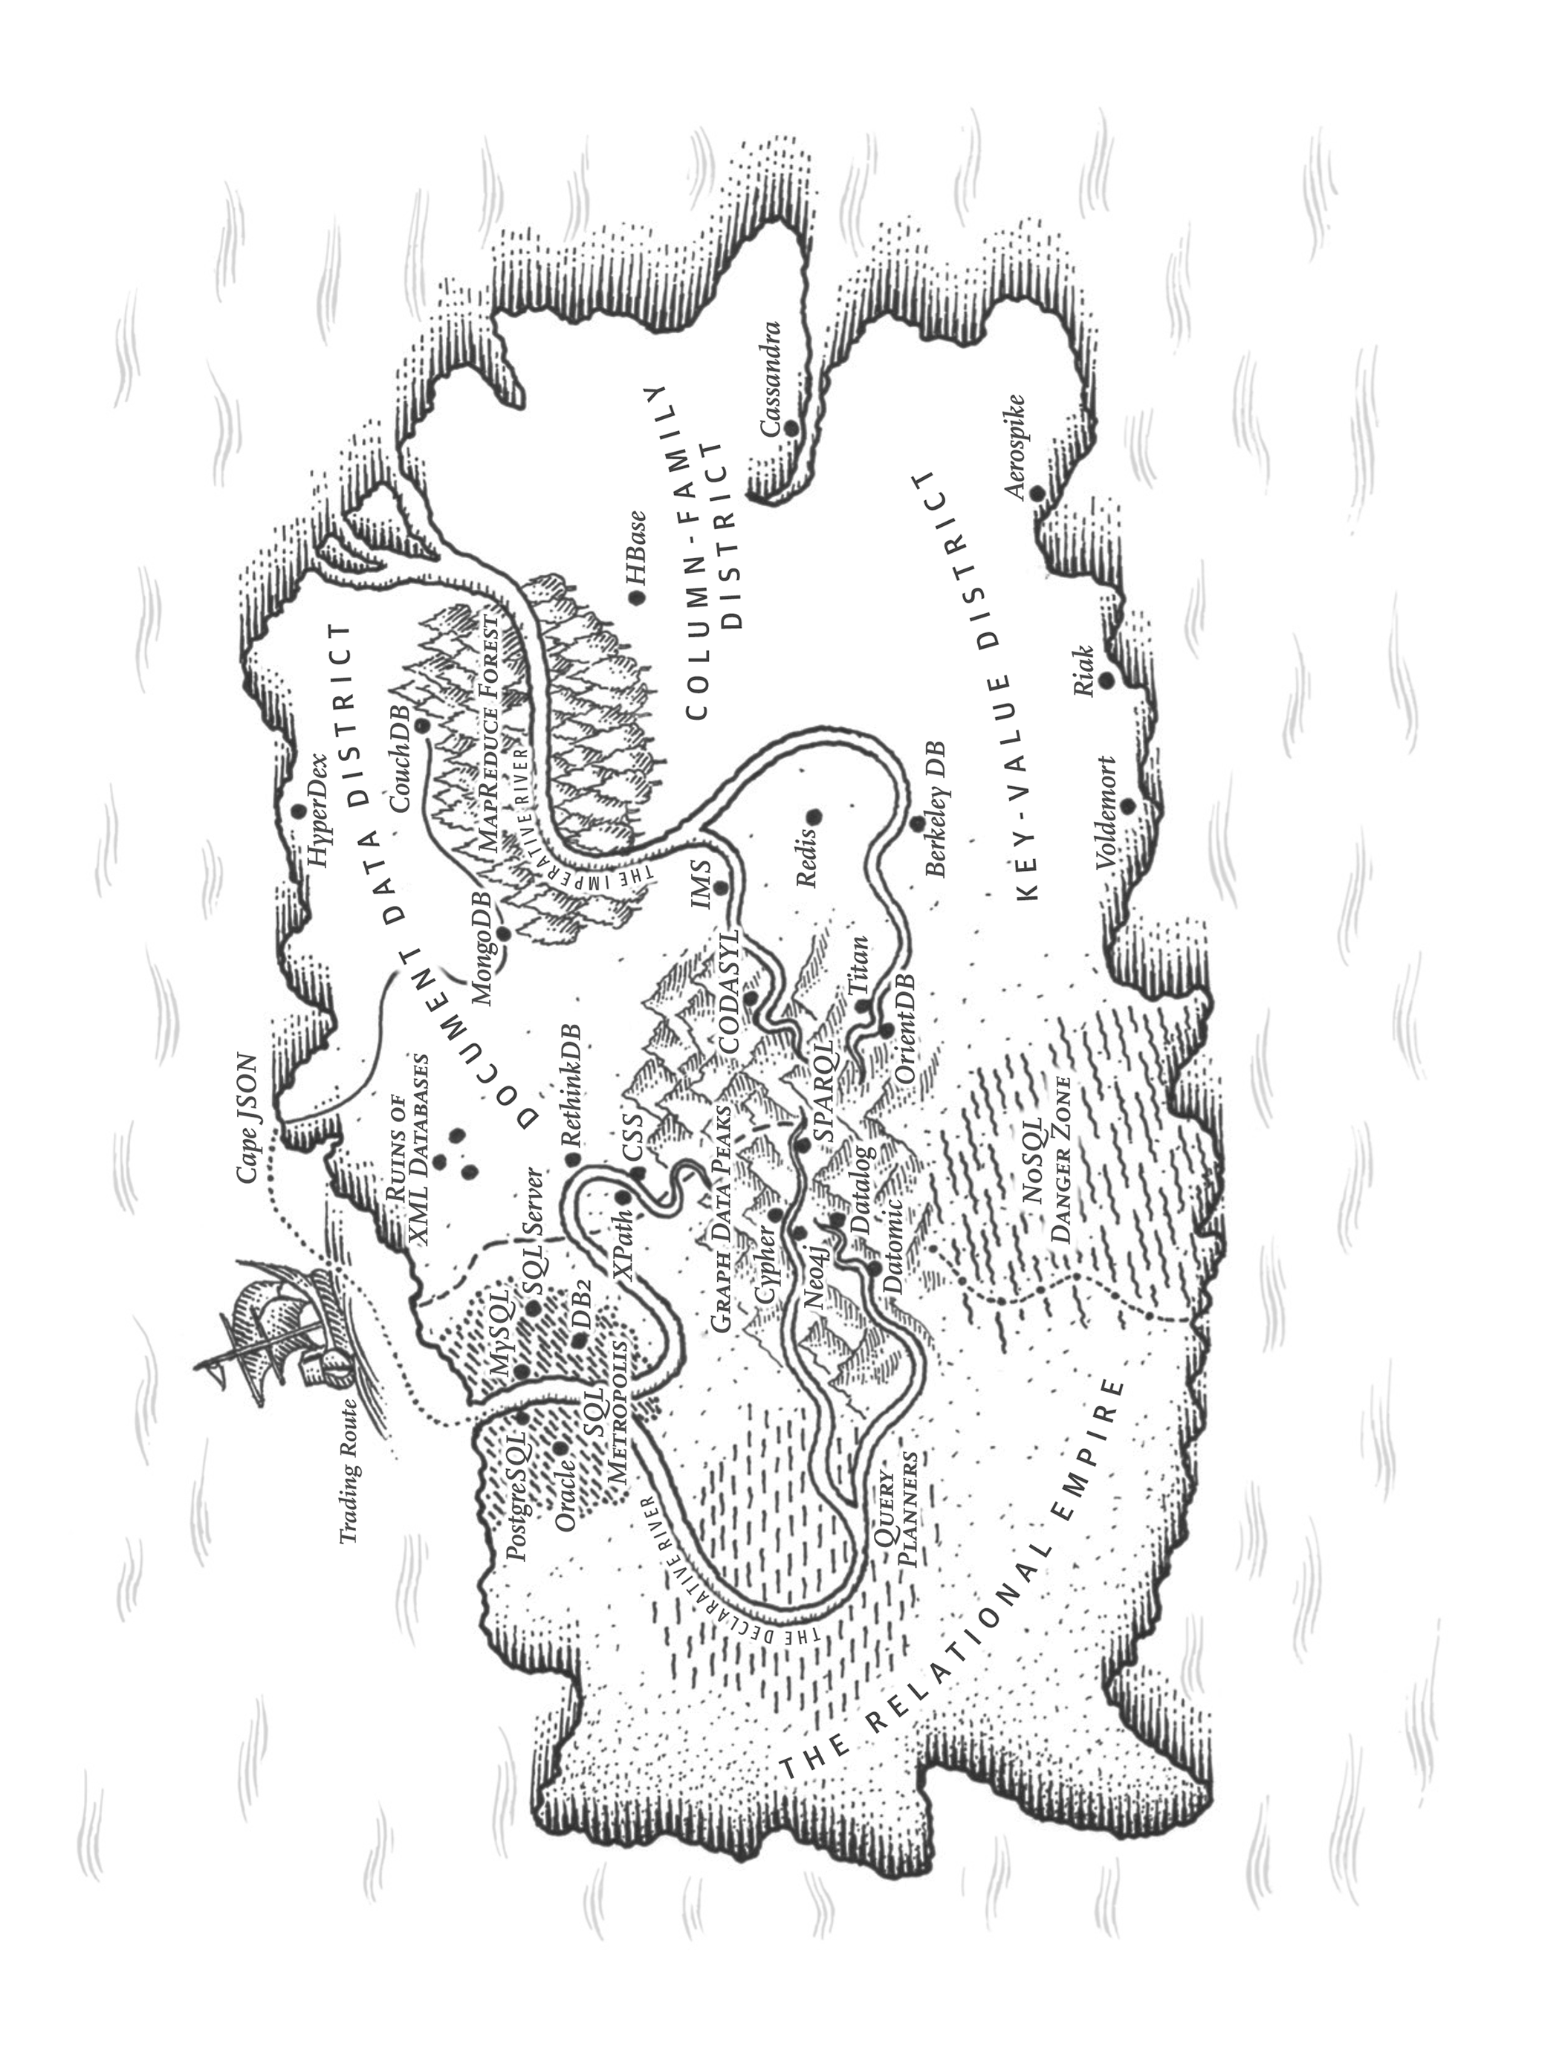 Cape JSON
Trading Route
HyperDex
DOCUMENT DATA DISTRICT
RUINS OF
XML DATABASES
CouchDB
MAPREDUCE FOREST
THE IMPERATIVE RIVER
MongoDB
RethinkDB
MySQL
SQL Server
DB2
PostgreSQL
Oracle
SQL
METROPOLIS
XPath
CSS
HBase
COLUMN-FAMILY
DISTRICT
Cassandra
IMS
CODASYL
GRAPH DATA PEAKS
Cypher
Neo4j
SPARQL
Datalog
Datomic
Titan
OrientDB
Redis
Berkeley DB
KEY-VALUE DISTRICT
Aerospike
Riak
Voldemort
NOSQL
DANGER ZONE
THE DECLARATIVE RIVER
QUERY
PLANNERS
THE RELATIONAL EMPIRE